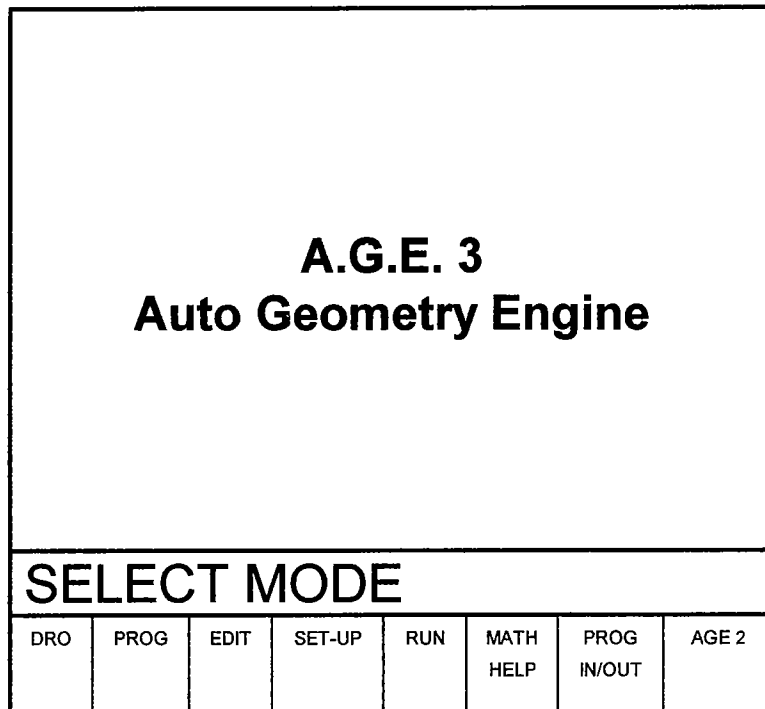 A.G.E. 3
Auto Geometry Engine
SELECT MODE
DRO PROG EDIT SET-UP RUN MATH HELP PROG IN/OUT AGE 2